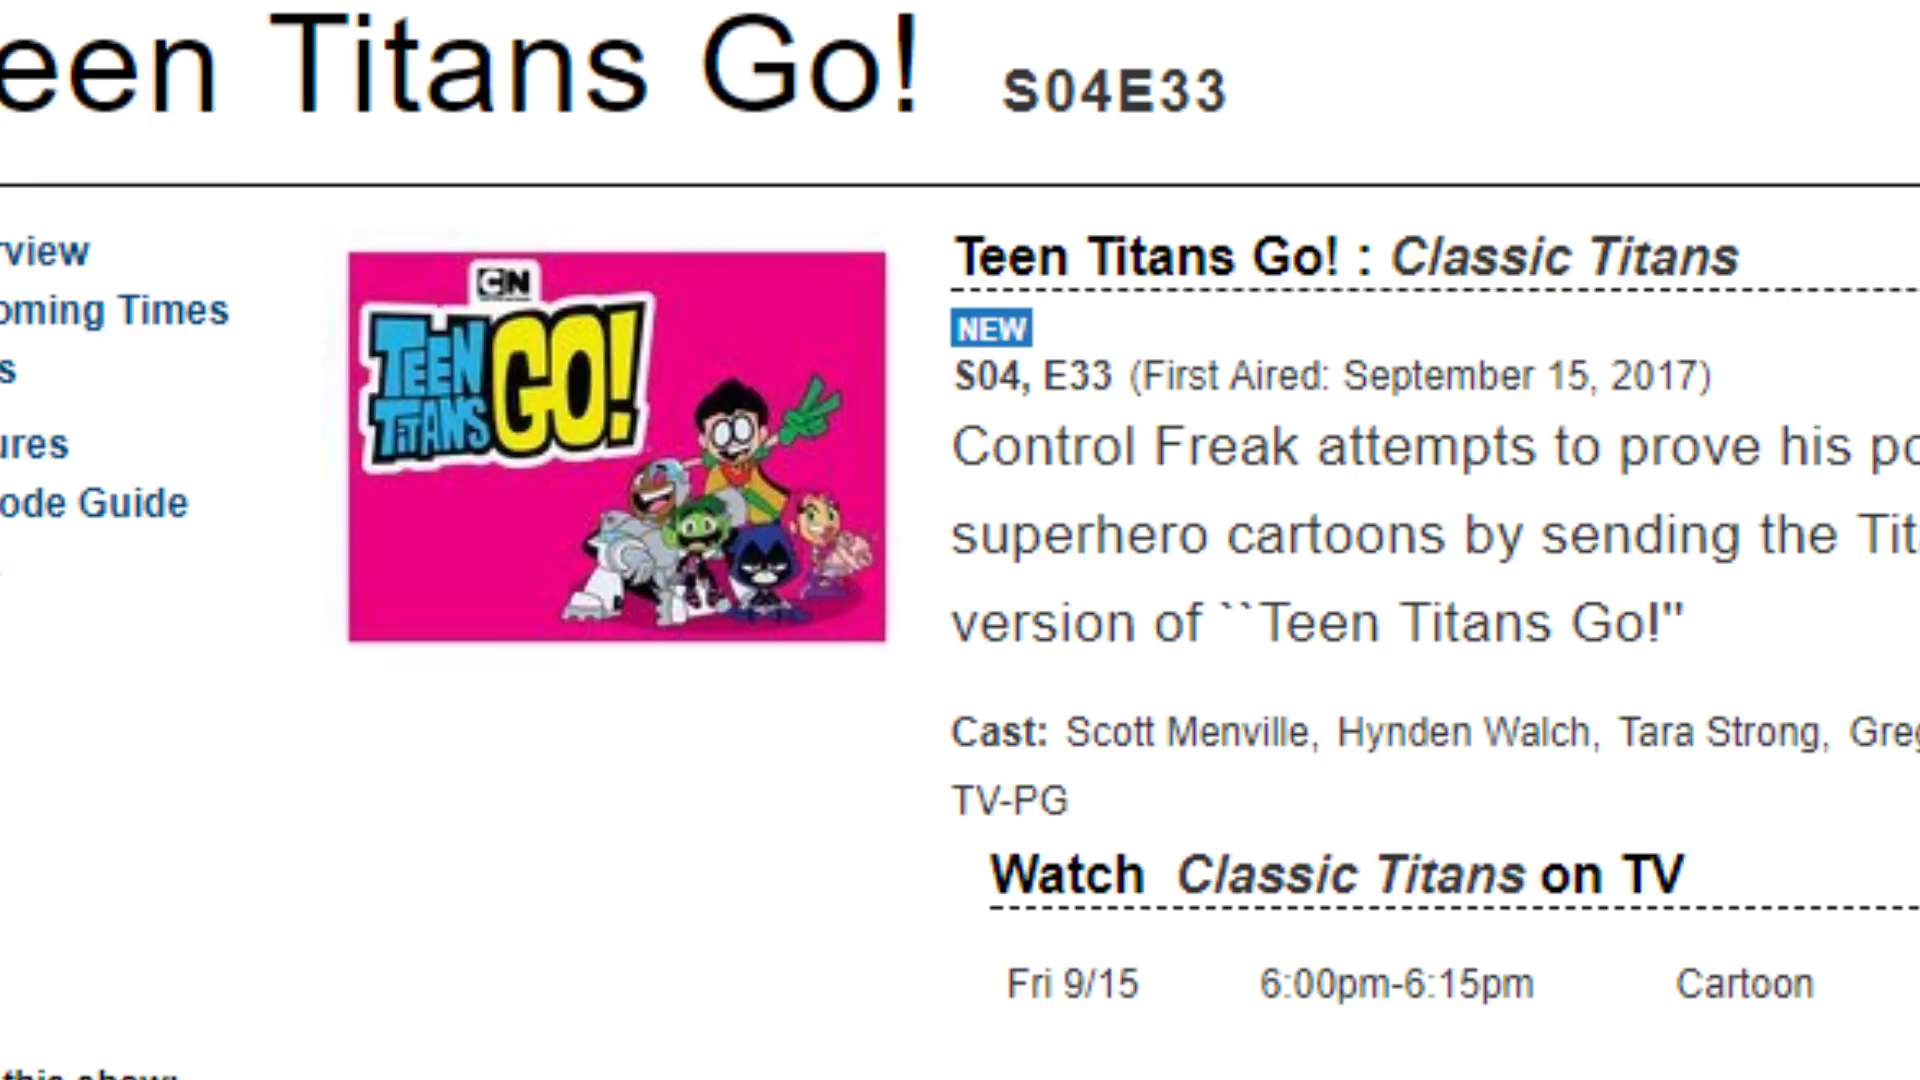 een Titans Go! S04E33
rview
oming Times
s
ures
ode Guide
CN
TEEN
TITANS
GO!
Teen Titans Go! : Classic Titans
NEW
S04, E33 (First Aired: September 15, 2017)
Control Freak attempts to prove his po
superhero cartoons by sending the Tit
version of ``Teen Titans Go!"
Cast: Scott Menville, Hynden Walch, Tara Strong, Greg
TV-PG
Watch Classic Titans on TV
Fri 9/15 6:00pm-6:15pm Cartoon
this show: